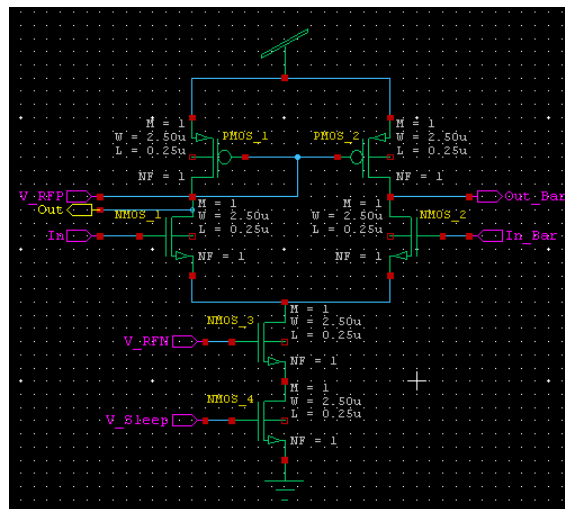 M = 1
W = 2.50u
L = 0.25u
NF = 1
PMOS_1
PMOS_2
M = 1
W = 2.50u
L = 0.25u
NF = 1
V_RFP
Out
In
NMOS_1
M = 1
W = 2.50u
L = 0.25u
NF = 1
M = 1
W = 2.50u
L = 0.25u
NF = 1
NMOS_2
Out_Bar
In_Bar
NMOS_3
M = 1
W = 2.50u
L = 0.25u
V_RFN
NF = 1
NMOS_4
M = 1
W = 2.50u
L = 0.25u
V_Sleep
NF = 1